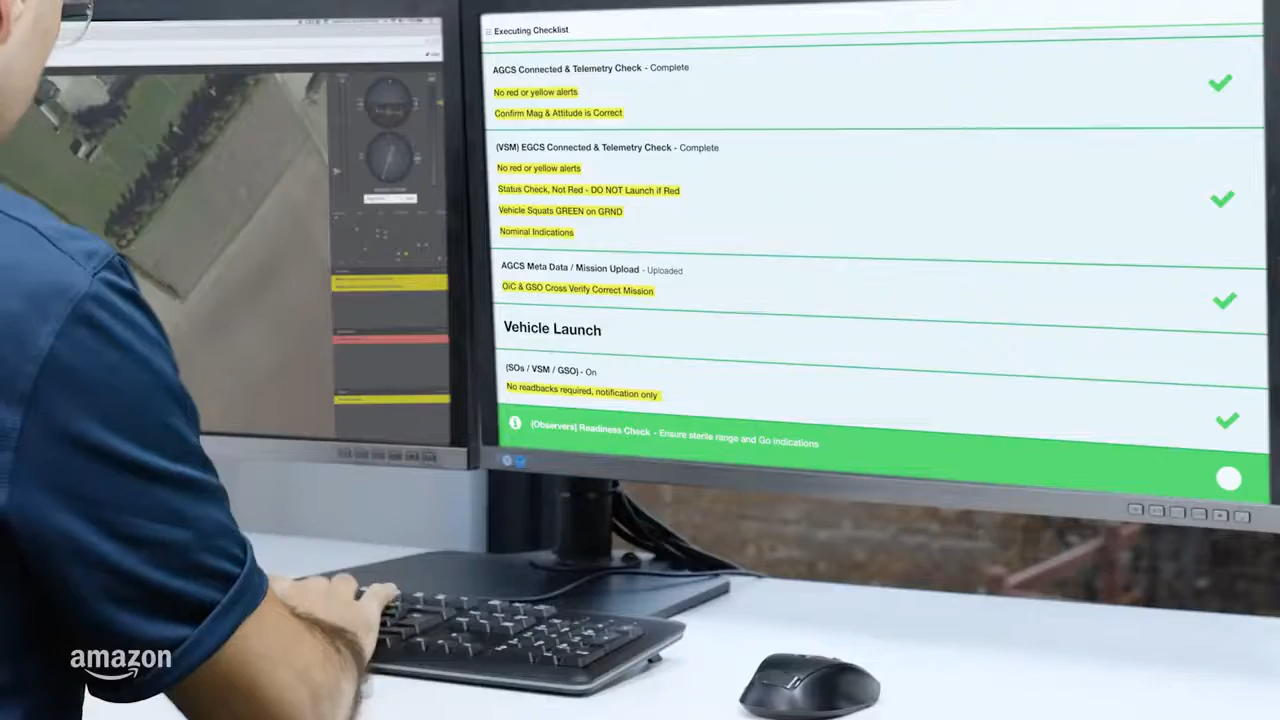 Executing Checklist
AGCS Connected & Telemetry Check - Complete
No red or yellow alerts
Confirm Mag & Attitude is Correct
(VSM) EGCS Connected & Telemetry Check - Complete
No red or yellow alerts
Status Check, Not Red - DO NOT Launch if Red
Vehicle Squats GREEN on GRND
Nominal Indications
AGCS Meta Data / Mission Upload - Uploaded
OiC & GSO Cross Verify Correct Mission
Vehicle Launch
(SOs / VSM / GSO) - On
No readbacks required, notification only
(Observers) Readiness Check - Ensure sterile range and Go indications
amazon